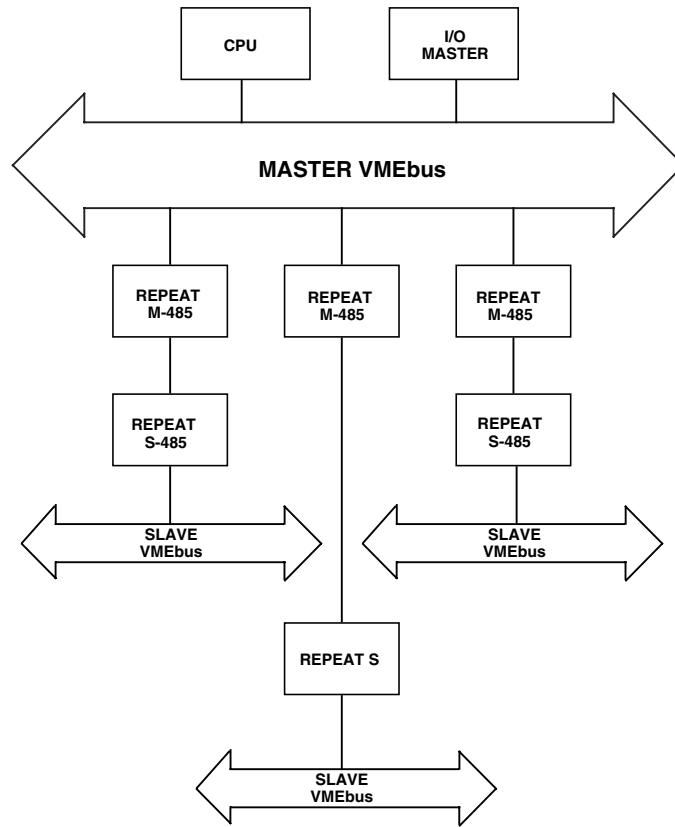 CPU
I/O
MASTER
MASTER VMEbus
REPEAT
M-485
REPEAT
M-485
REPEAT
M-485
REPEAT
S-485
REPEAT
S-485
SLAVE
VMEbus
SLAVE
VMEbus
REPEAT S
SLAVE
VMEbus